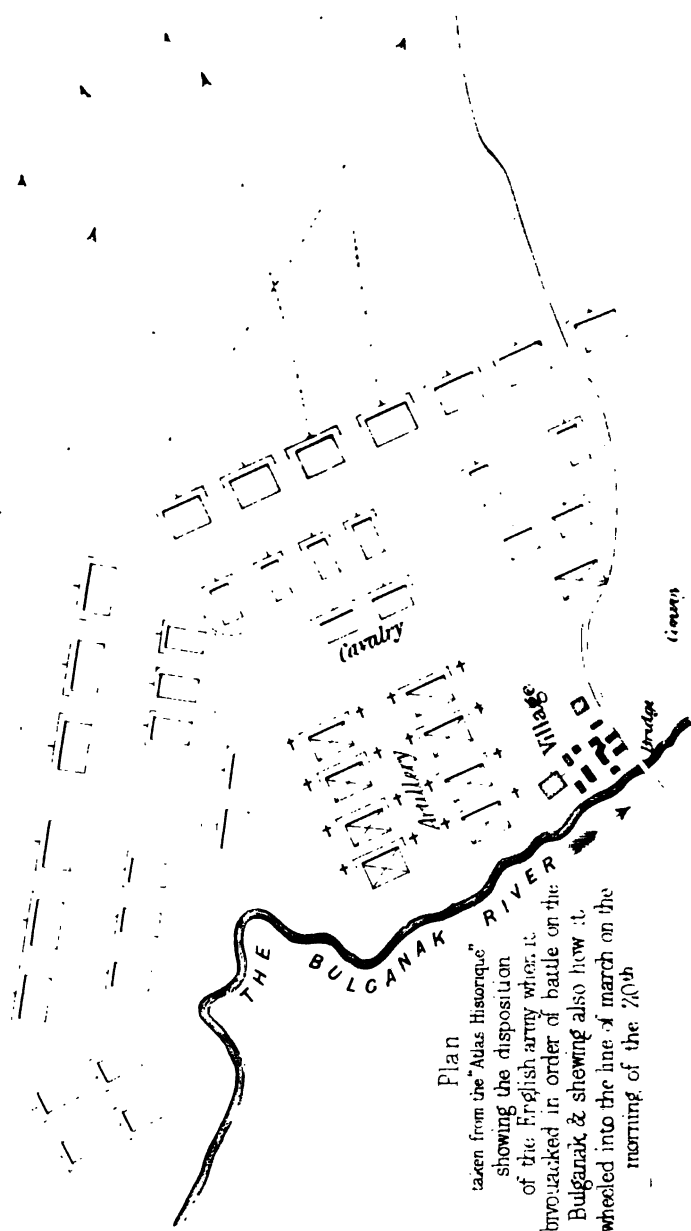 Plan
taken from the "Atlas Historique"
showing the disposition
of the English army when it
bivouacked in order of battle on the
Bulganak & shewing also how it
wheeled into the line of march on the
morning of the 20th
THE BULGANAK RIVER
Cavalry
Artillery
Village
bridge